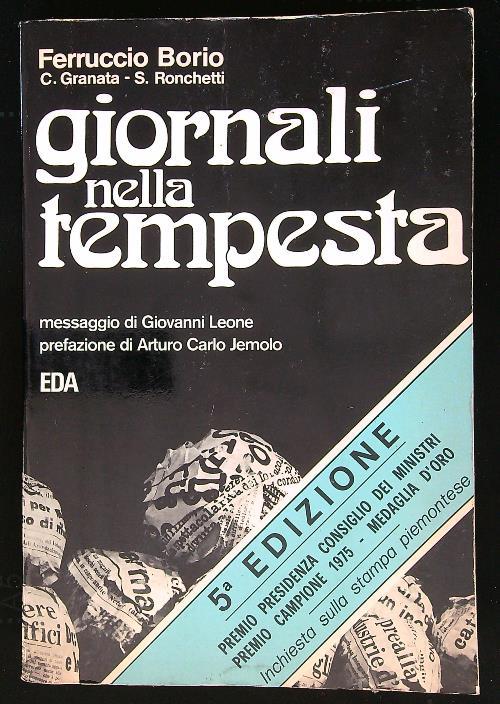 Ferruccio Borio
C. Granata - S. Ronchetti
giornali
nella
tempesta
messaggio di Giovanni Leone
prefazione di Arturo Carlo Jemolo
EDA
5ª EDIZIONE
PREMIO PRESIDENZA CONSIGLIO DEI MINISTRI
PREMIO CAMPIONE 1975 - MEDAGLIA D'ORO
Inchiesta sulla stampa piemontese